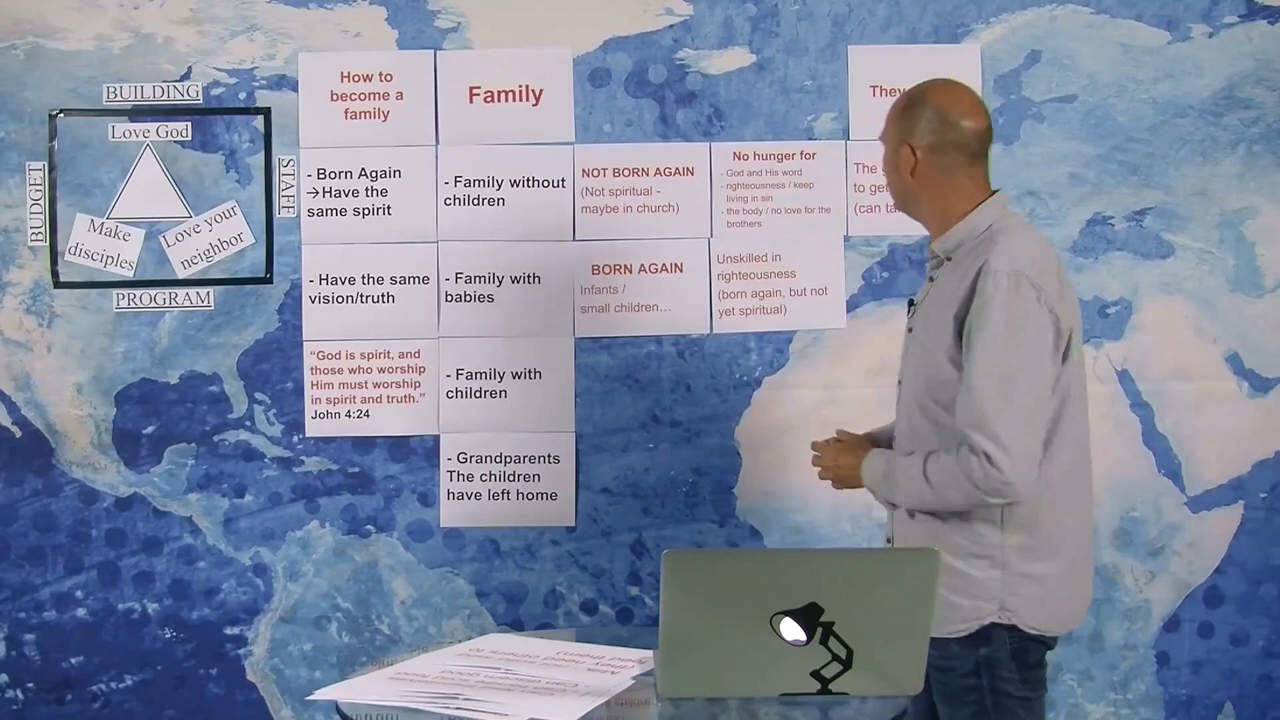 BUILDING
Love God
BUDGET
STAFF
Make
disciples
Love your
neighbor
PROGRAM
How to
become a
family
- Born Again
→Have the
same spirit
- Have the same
vision/truth
“God is spirit, and
those who worship
Him must worship
in spirit and truth.”
John 4:24
Family
- Family without
children
- Family with
babies
- Family with
children
- Grandparents
The children
have left home
NOT BORN AGAIN
(Not spiritual -
maybe in church)
BORN AGAIN
Infants /
small children…
No hunger for
- God and His word
- righteousness / keep
living in sin
- the body / no love for the
brothers
Unskilled in
righteousness
(born again, but not
yet spiritual)
They
The
to
(can